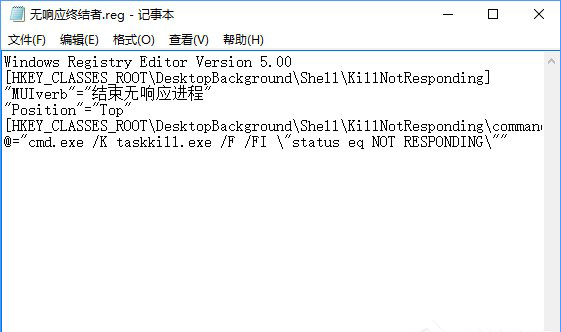 无响应终结者.reg - 记事本
文件(F) 编辑(E) 格式(O) 查看(V) 帮助(H)
Windows Registry Editor Version 5.00
[HKEY_CLASSES_ROOT\DesktopBackground\Shell\KillNotResponding]
"MUIverb"="结束无响应进程"
"Position"="Top"
[HKEY_CLASSES_ROOT\DesktopBackground\Shell\KillNotResponding\comman
@="cmd.exe /K taskkill.exe /F /FI \"status eq NOT RESPONDING\""